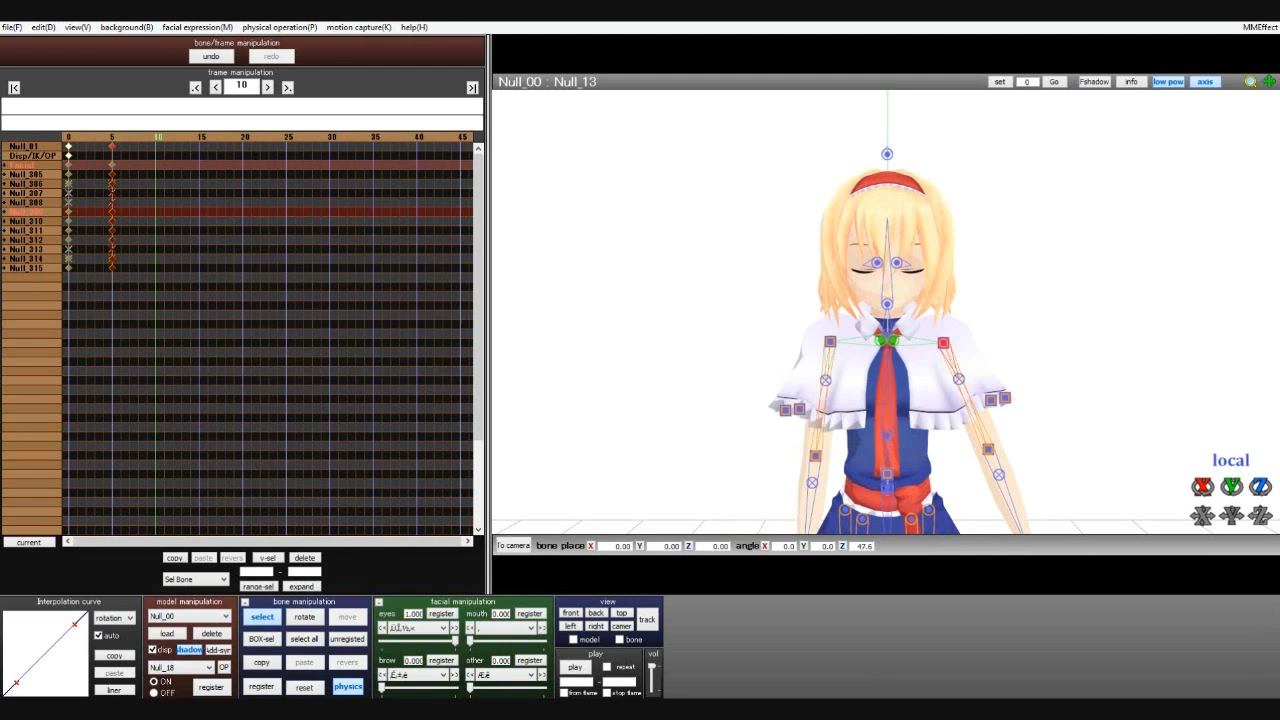 file(F) edit(D) view(V) background(B) facial expression(M) physical operation(P) motion capture(K) help(H) MMEffect
bone/frame manipulation
undo redo
frame manipulation
|< .< < 10 > >. >|
0 5 10 15 20 25 30 35 40 45
Null_01
Disp/IK/OP
Facial
Null_305
Null_306
Null_307
Null_308
Null_310
Null_311
Null_312
Null_313
Null_314
Null_315
current < >
copy paste revers v-sel delete
Sel Bone -
range-sel expand
Null_00 : Null_13 set 0 Go Fshadow info low pow axis
local
X Y Z
To camera bone place X 0.00 Y 0.00 Z 0.00 angle X 0.0 Y 0.0 Z 47.6
Interpolation curve
rotation
auto
copy
paste
liner
model manipulation
Null_00
load delete
disp shadow
Null_18 OP
ON
OFF
register
bone manipulation
select rotate move
BOX-sel select all unregisted
copy paste revers
register reset physics
facial manipulation
eyes 1.000 register mouth 0.000 register
brow 0.000 register other 0.000 register
view
front back top
left right camer
track
model bone
play
play repeat
-
from flame stop flame
vol